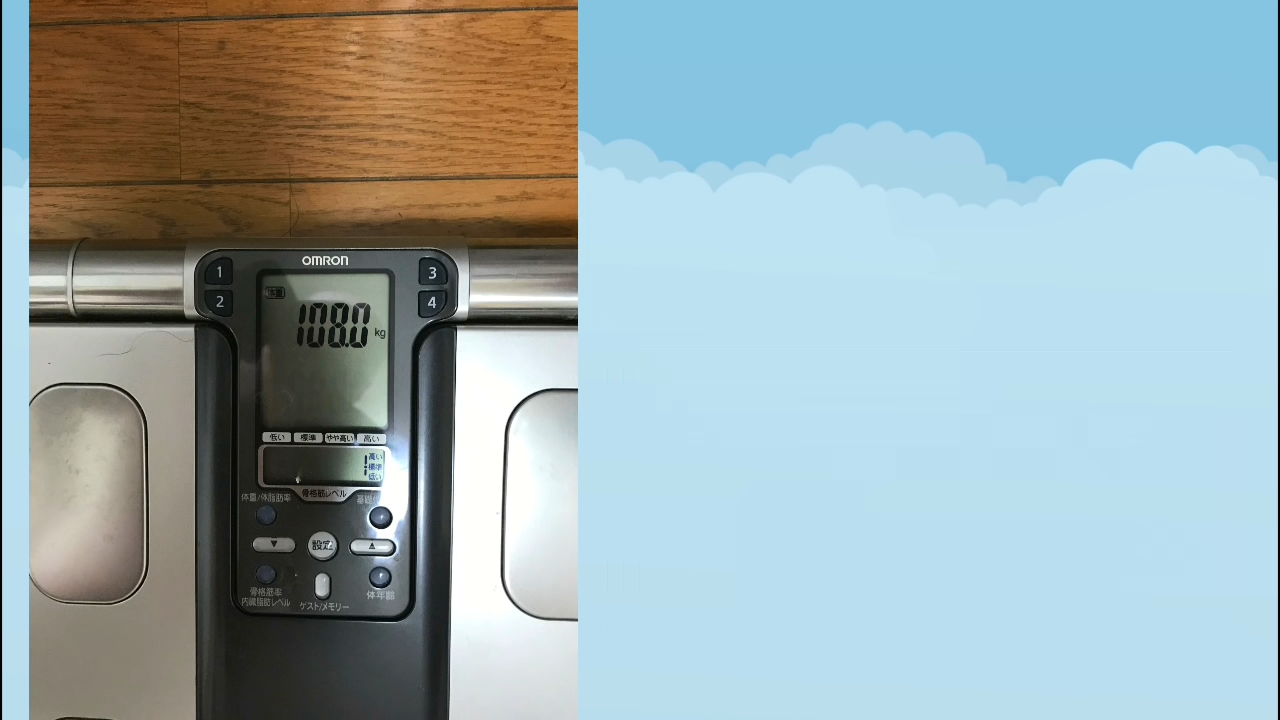 OMRON
1
3
2
4
108.0 kg
低い 標準 やや高い 高い
高い
標準
低い
骨格筋レベル
体重/体脂肪率
設定
骨格筋率
内臓脂肪レベル
ゲスト/メモリー
体年齢